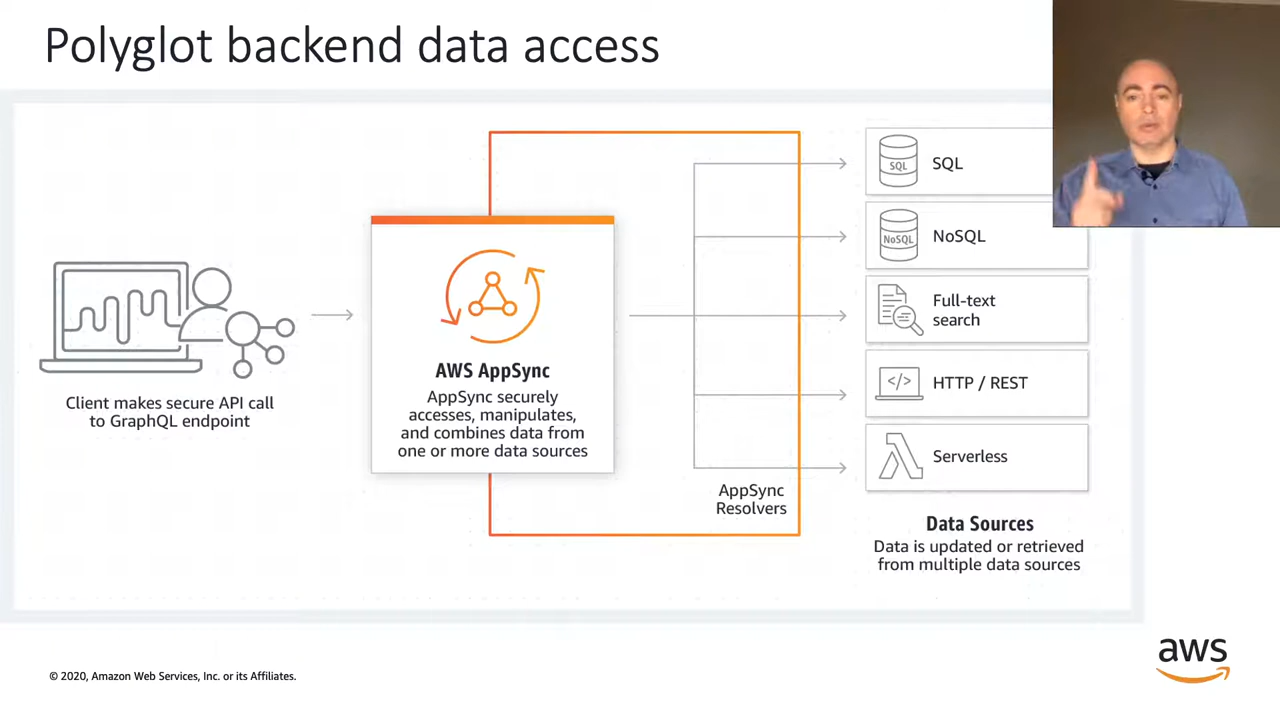 Polyglot backend data access
Client makes secure API call
to GraphQL endpoint
AWS AppSync
AppSync securely
accesses, manipulates,
and combines data from
one or more data sources
AppSync
Resolvers
SQL
SQL
NoSQL
NoSQL
Full-text
search
</>
HTTP / REST
Serverless
Data Sources
Data is updated or retrieved
from multiple data sources
© 2020, Amazon Web Services, Inc. or its Affiliates.
aws